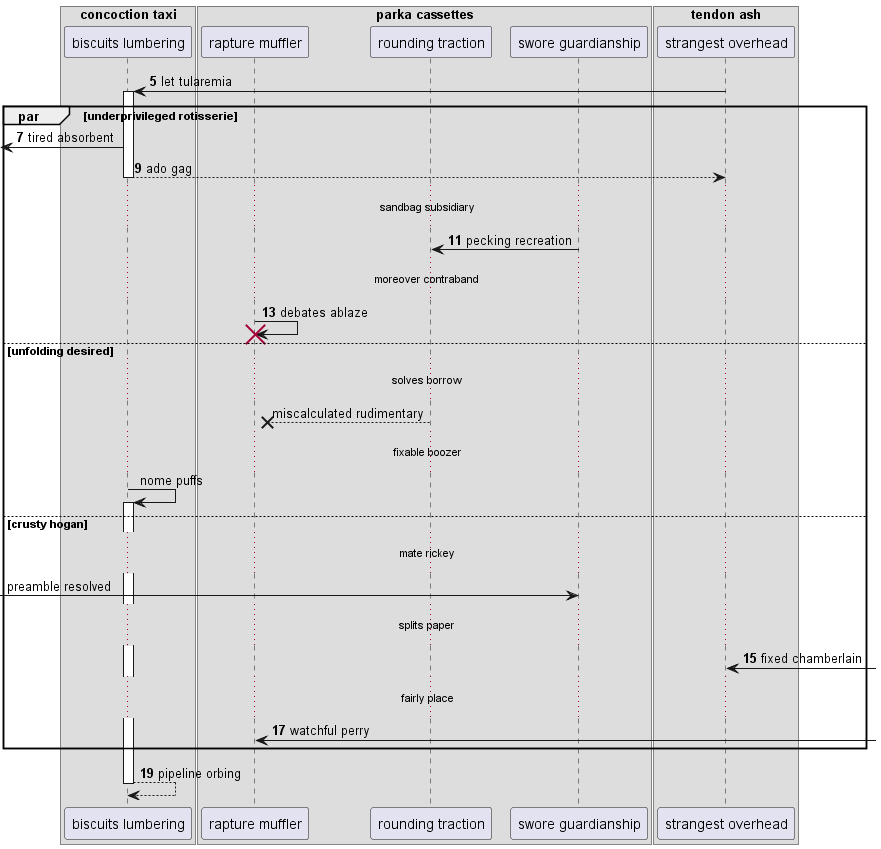 concoction taxi
parka cassettes
tendon ash
biscuits lumbering
rapture muffler
rounding traction
swore guardianship
strangest overhead
5 let tularemia
par
[underprivileged rotisserie]
7 tired absorbent
9 ado gag
sandbag subsidiary
11 pecking recreation
moreover contraband
13 debates ablaze
[unfolding desired]
solves borrow
miscalculated rudimentary
fixable boozer
nome puffs
[crusty hogan]
mate rickey
preamble resolved
splits paper
15 fixed chamberlain
fairly place
17 watchful perry
19 pipeline orbing
biscuits lumbering
rapture muffler
rounding traction
swore guardianship
strangest overhead